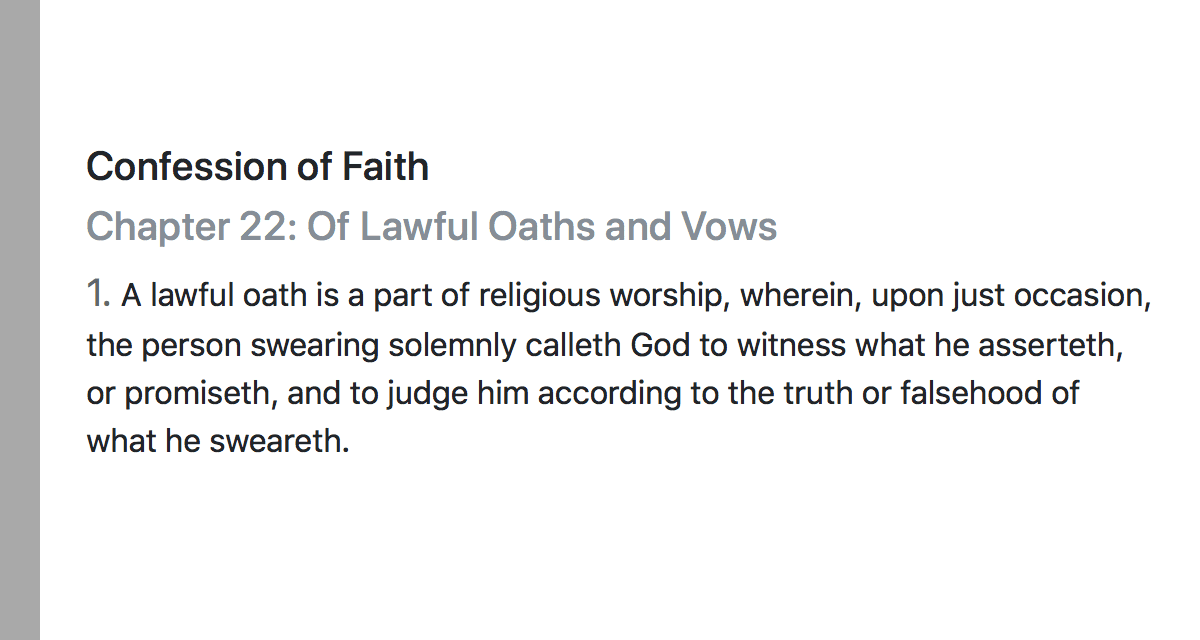 Confession of Faith
Chapter 22: Of Lawful Oaths and Vows
1. A lawful oath is a part of religious worship, wherein, upon just occasion,
the person swearing solemnly calleth God to witness what he asserteth,
or promiseth, and to judge him according to the truth or falsehood of
what he sweareth.